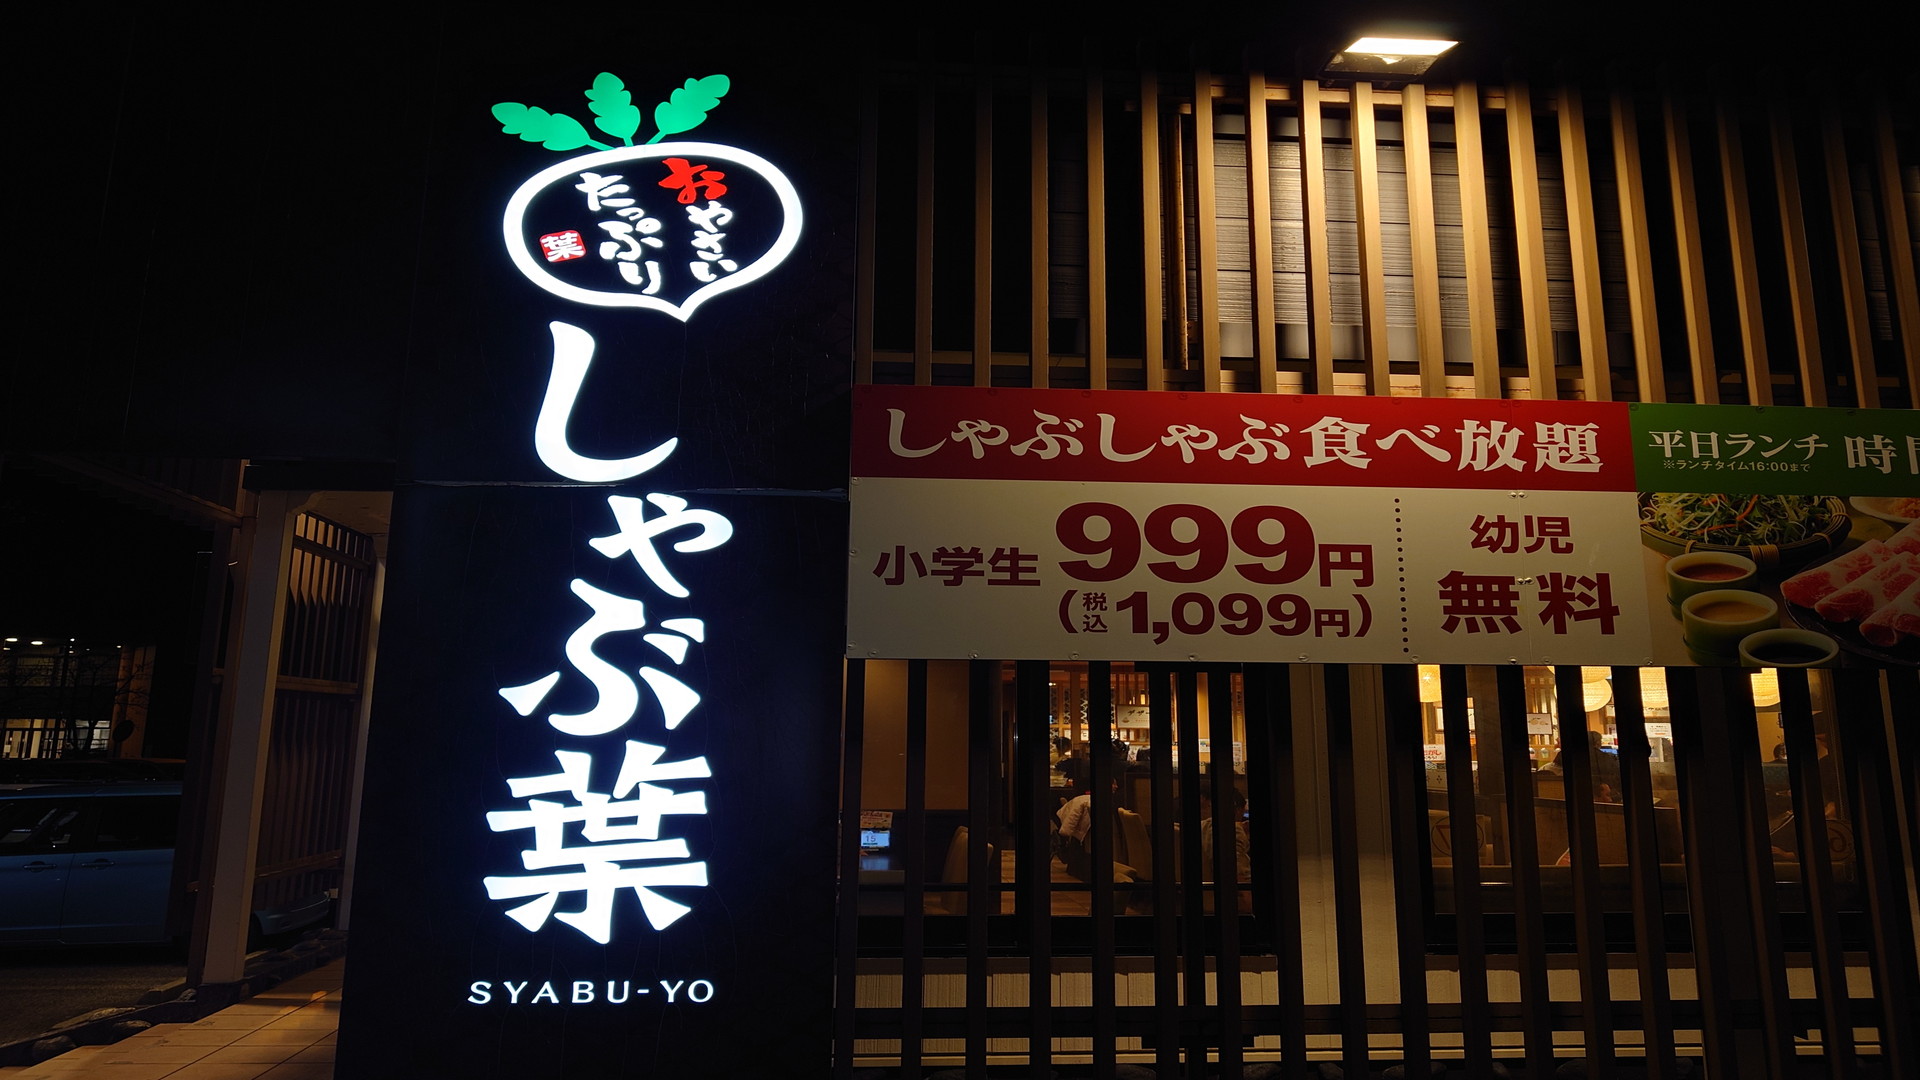 おやさい
たっぷり
葉
しゃぶ葉
SYABU-YO
しゃぶしゃぶ食べ放題
小学生 999円
(税込 1,099円)
幼児
無料
平日ランチ 時
※ランチタイム16:00まで
15